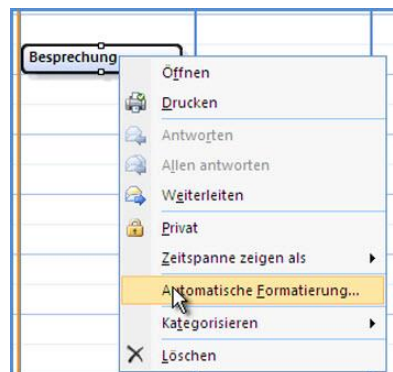 Besprechung
Öffnen
Drucken
Antworten
Allen antworten
Weiterleiten
Privat
Zeitspanne zeigen als
Automatische Formatierung...
Kategorisieren
Löschen